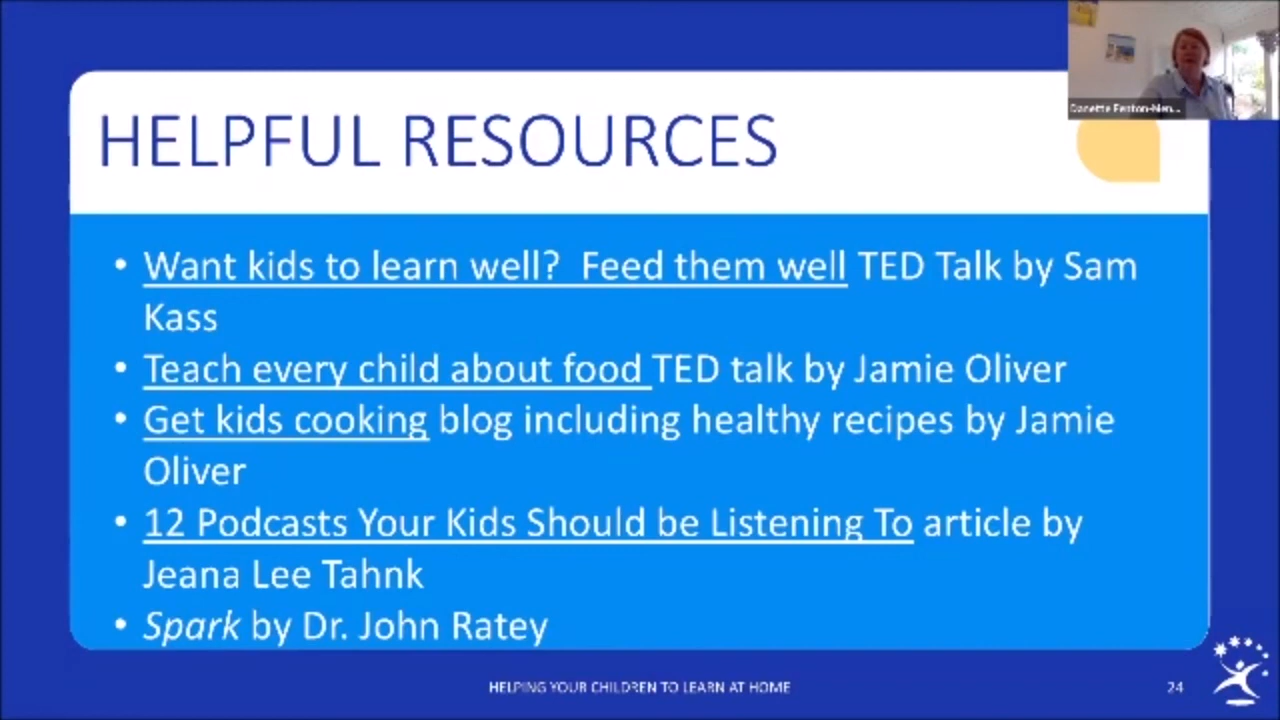 Danette Fenton-Men...
HELPFUL RESOURCES
• Want kids to learn well?  Feed them well TED Talk by Sam
Kass
• Teach every child about food TED talk by Jamie Oliver
• Get kids cooking blog including healthy recipes by Jamie
Oliver
• 12 Podcasts Your Kids Should be Listening To article by
Jeana Lee Tahnk
• Spark by Dr. John Ratey
HELPING YOUR CHILDREN TO LEARN AT HOME
24